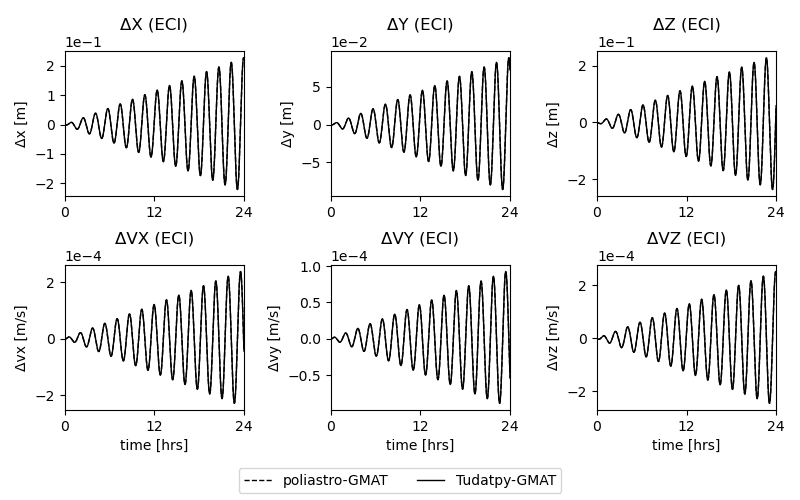 ΔX (ECI)
1e−1
Δx [m]
2
1
0
−1
−2
0 12 24
ΔY (ECI)
1e−2
Δy [m]
5
0
−5
0 12 24
ΔZ (ECI)
1e−1
Δz [m]
2
0
−2
0 12 24
ΔVX (ECI)
1e−4
Δvx [m/s]
2
0
−2
0 12 24
time [hrs]
ΔVY (ECI)
1e−4
Δvy [m/s]
1.0
0.5
0.0
−0.5
0 12 24
time [hrs]
ΔVZ (ECI)
1e−4
Δvz [m/s]
2
0
−2
0 12 24
time [hrs]
poliastro-GMAT Tudatpy-GMAT